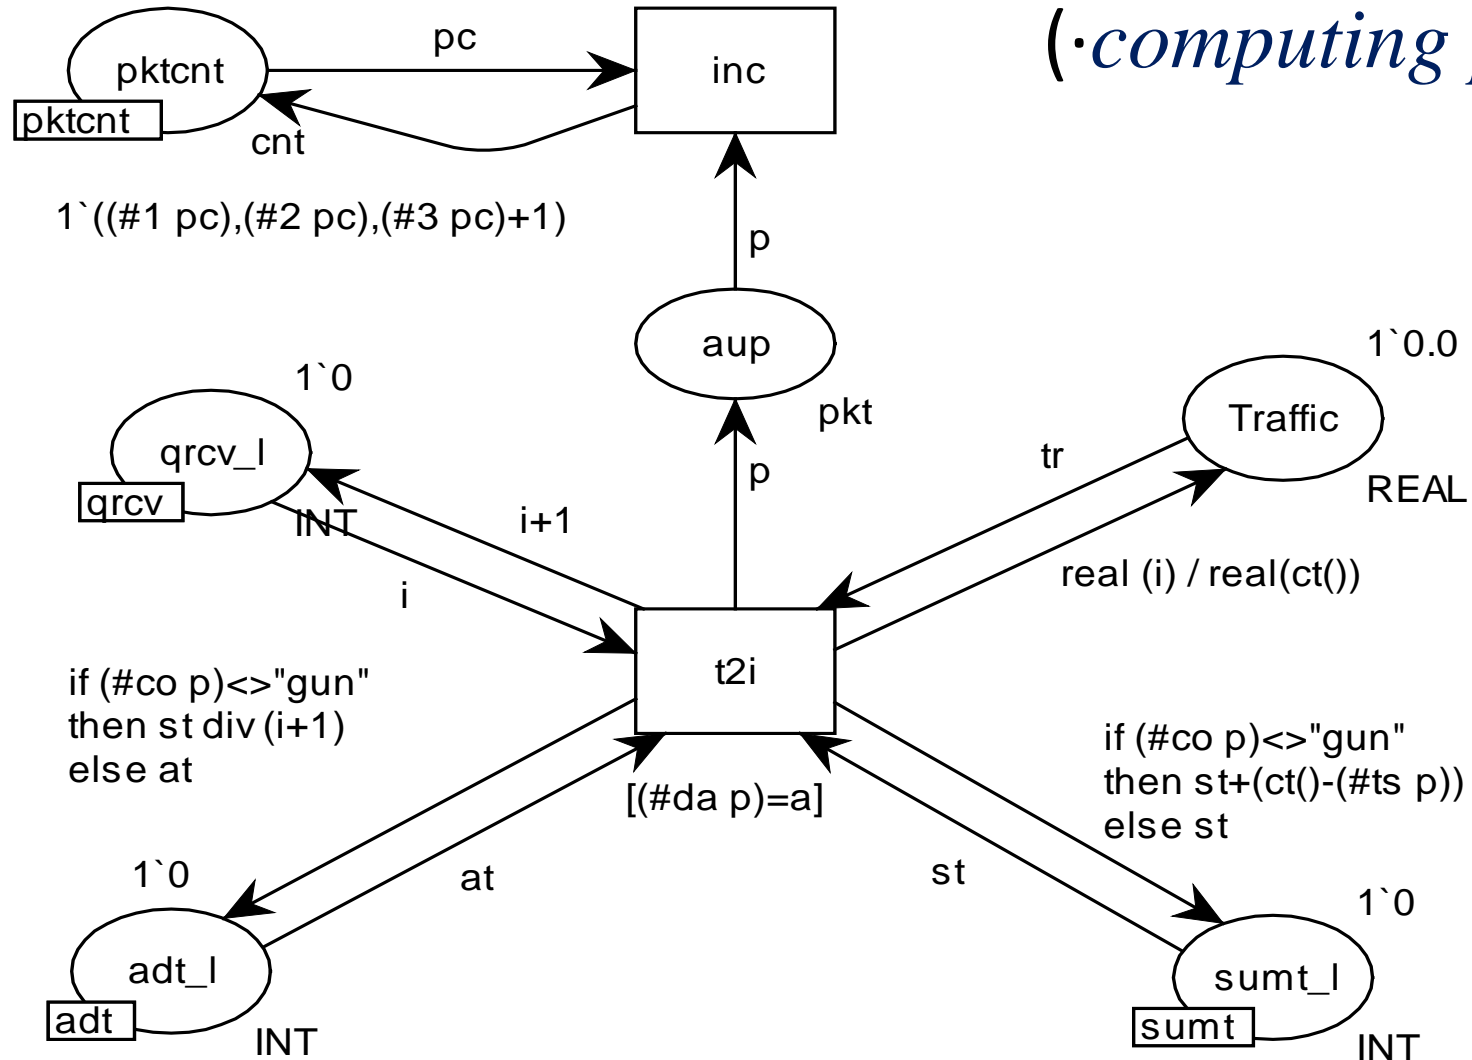 (·computing
pc
pktcnt
inc
pktcnt
cnt
1`((#1 pc),(#2 pc),(#3 pc)+1)
p
aup
1`0.0
1`0
pkt
Traffic
qrcv_l
tr
p
qrcv
REAL
INT
i+1
real (i) / real(ct())
i
t2i
if (#co p)<>"gun"
then st div (i+1)
else at
if (#co p)<>"gun"
then st+(ct()-(#ts p))
else st
[(#da p)=a]
1`0
at
st
1`0
adt_l
sumt_l
adt
sumt
INT
INT